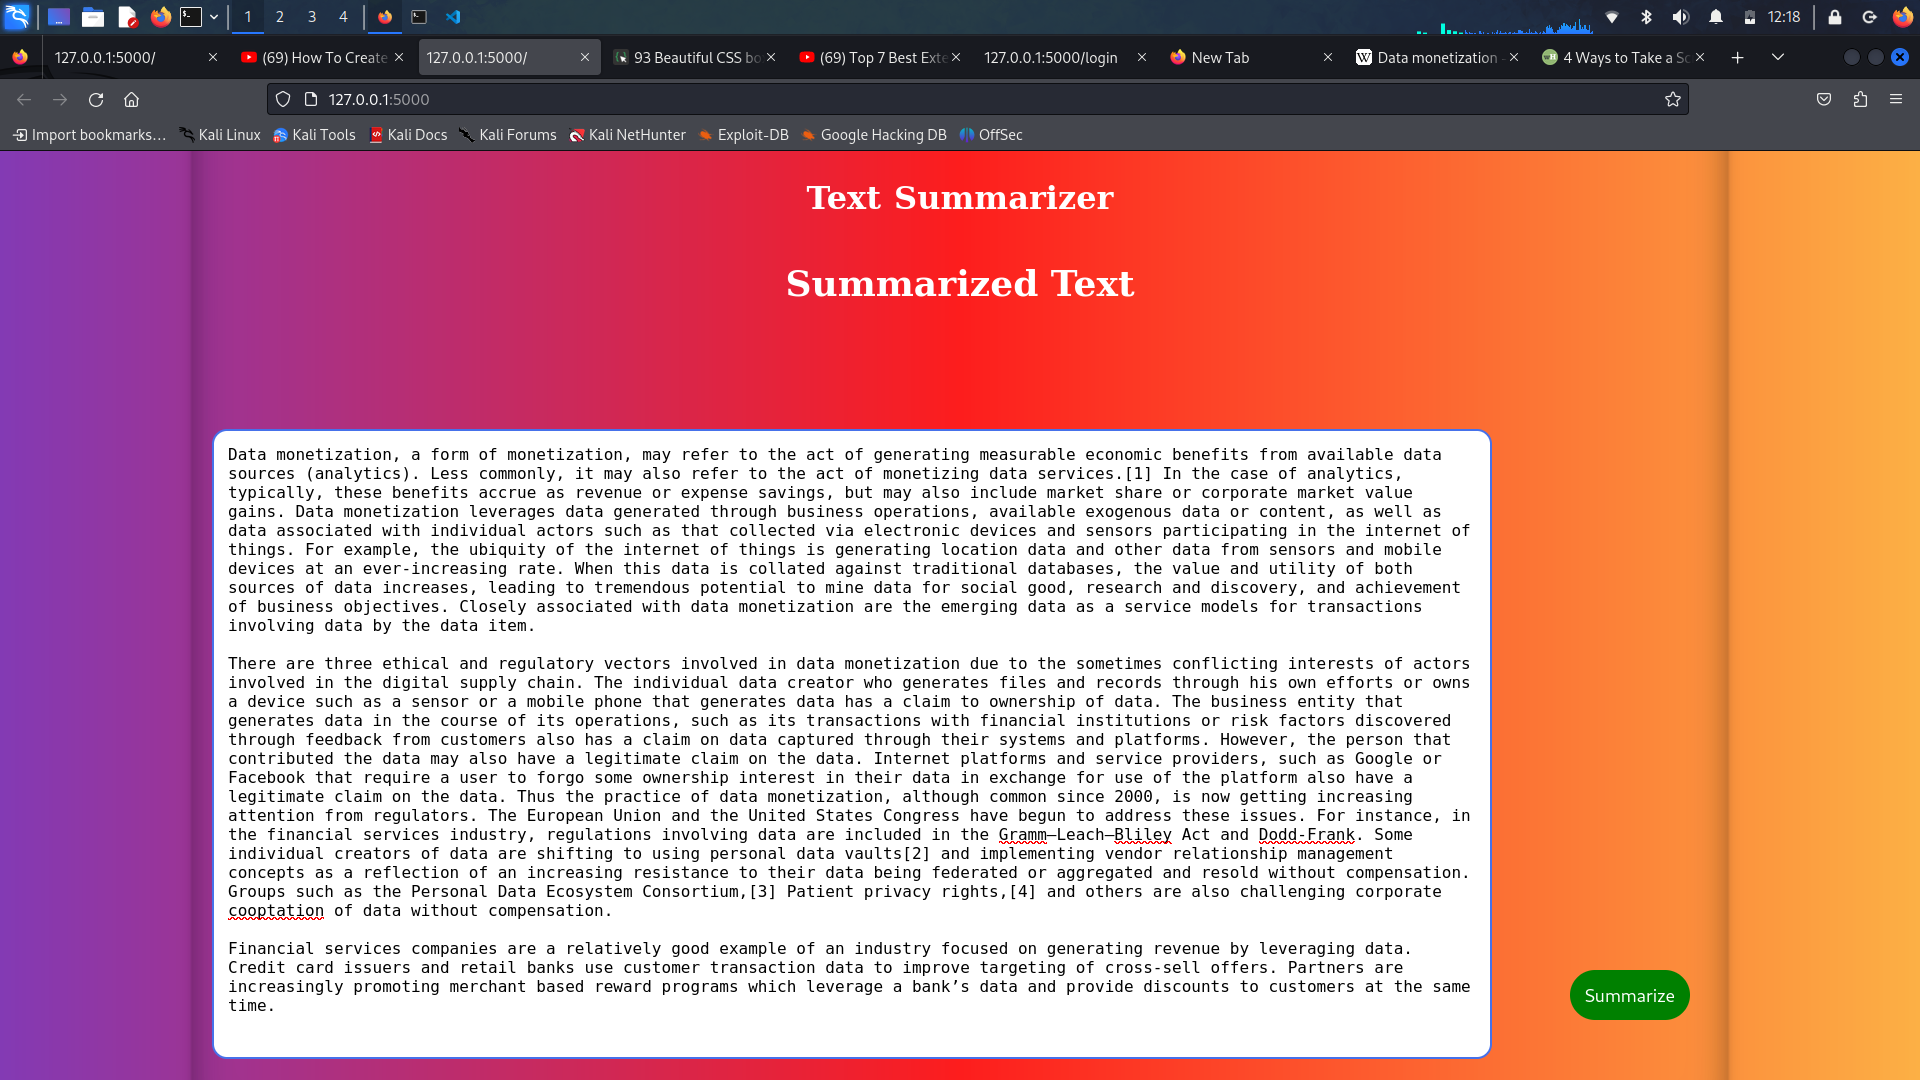 1 2 3 4 12:18
127.0.0.1:5000/ (69) How To Create 127.0.0.1:5000/ 93 Beautiful CSS bo (69) Top 7 Best Exte 127.0.0.1:5000/login New Tab Data monetization - 4 Ways to Take a Sc
127.0.0.1:5000
Import bookmarks... Kali Linux Kali Tools Kali Docs Kali Forums Kali NetHunter Exploit-DB Google Hacking DB OffSec
Text Summarizer
Summarized Text
Data monetization, a form of monetization, may refer to the act of generating measurable economic benefits from available data
sources (analytics). Less commonly, it may also refer to the act of monetizing data services.[1] In the case of analytics,
typically, these benefits accrue as revenue or expense savings, but may also include market share or corporate market value
gains. Data monetization leverages data generated through business operations, available exogenous data or content, as well as
data associated with individual actors such as that collected via electronic devices and sensors participating in the internet of
things. For example, the ubiquity of the internet of things is generating location data and other data from sensors and mobile
devices at an ever-increasing rate. When this data is collated against traditional databases, the value and utility of both
sources of data increases, leading to tremendous potential to mine data for social good, research and discovery, and achievement
of business objectives. Closely associated with data monetization are the emerging data as a service models for transactions
involving data by the data item.
There are three ethical and regulatory vectors involved in data monetization due to the sometimes conflicting interests of actors
involved in the digital supply chain. The individual data creator who generates files and records through his own efforts or owns
a device such as a sensor or a mobile phone that generates data has a claim to ownership of data. The business entity that
generates data in the course of its operations, such as its transactions with financial institutions or risk factors discovered
through feedback from customers also has a claim on data captured through their systems and platforms. However, the person that
contributed the data may also have a legitimate claim on the data. Internet platforms and service providers, such as Google or
Facebook that require a user to forgo some ownership interest in their data in exchange for use of the platform also have a
legitimate claim on the data. Thus the practice of data monetization, although common since 2000, is now getting increasing
attention from regulators. The European Union and the United States Congress have begun to address these issues. For instance, in
the financial services industry, regulations involving data are included in the Gramm–Leach–Bliley Act and Dodd-Frank. Some
individual creators of data are shifting to using personal data vaults[2] and implementing vendor relationship management
concepts as a reflection of an increasing resistance to their data being federated or aggregated and resold without compensation.
Groups such as the Personal Data Ecosystem Consortium,[3] Patient privacy rights,[4] and others are also challenging corporate
cooptation of data without compensation.
Financial services companies are a relatively good example of an industry focused on generating revenue by leveraging data.
Credit card issuers and retail banks use customer transaction data to improve targeting of cross-sell offers. Partners are
increasingly promoting merchant based reward programs which leverage a bank’s data and provide discounts to customers at the same
time.
Summarize